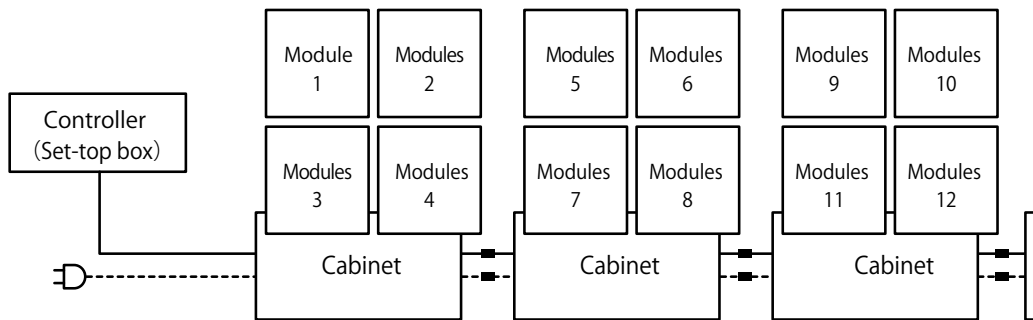 Module
1
Modules
2
Modules
5
Modules
6
Modules
9
Modules
10
Controller
(Set-top box)
Modules
3
Modules
4
Modules
7
Modules
8
Modules
11
Modules
12
Cabinet
Cabinet
Cabinet